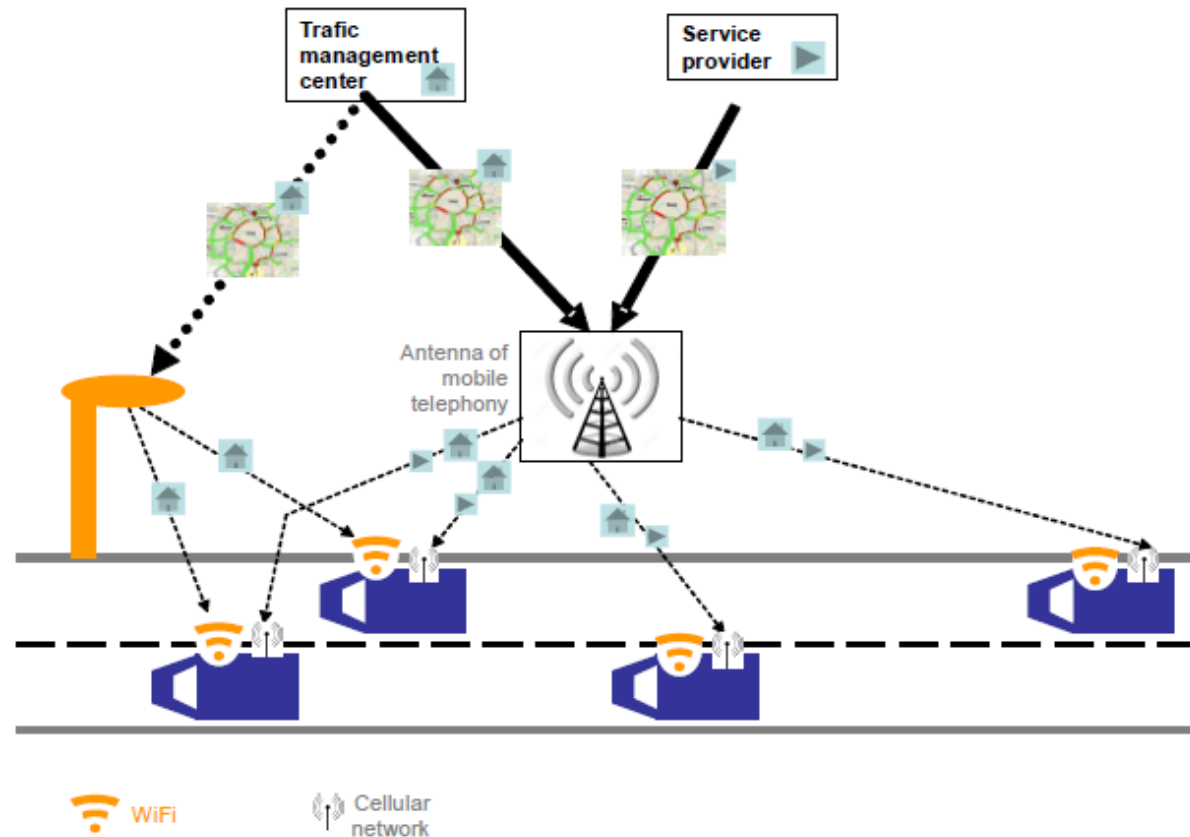 Trafic
management
center
Service
provider
Antenna of
mobile
telephony
WiFi
Cellular
network